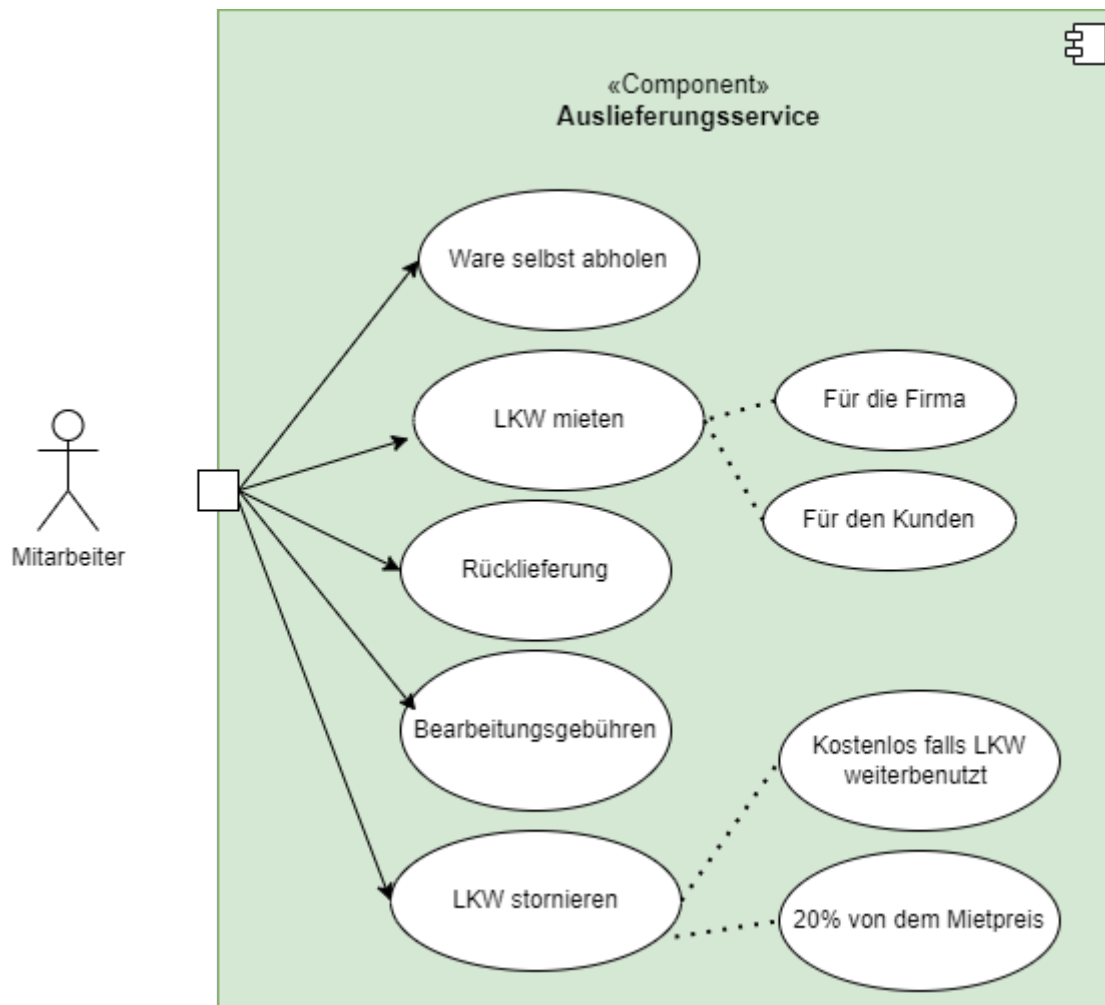 «Component»
Auslieferungsservice
Ware selbst abholen
LKW mieten
Für die Firma
Für den Kunden
Mitarbeiter
Rücklieferung
Bearbeitungsgebühren
Kostenlos falls LKW
weiterbenutzt
LKW stornieren
20% von dem Mietpreis